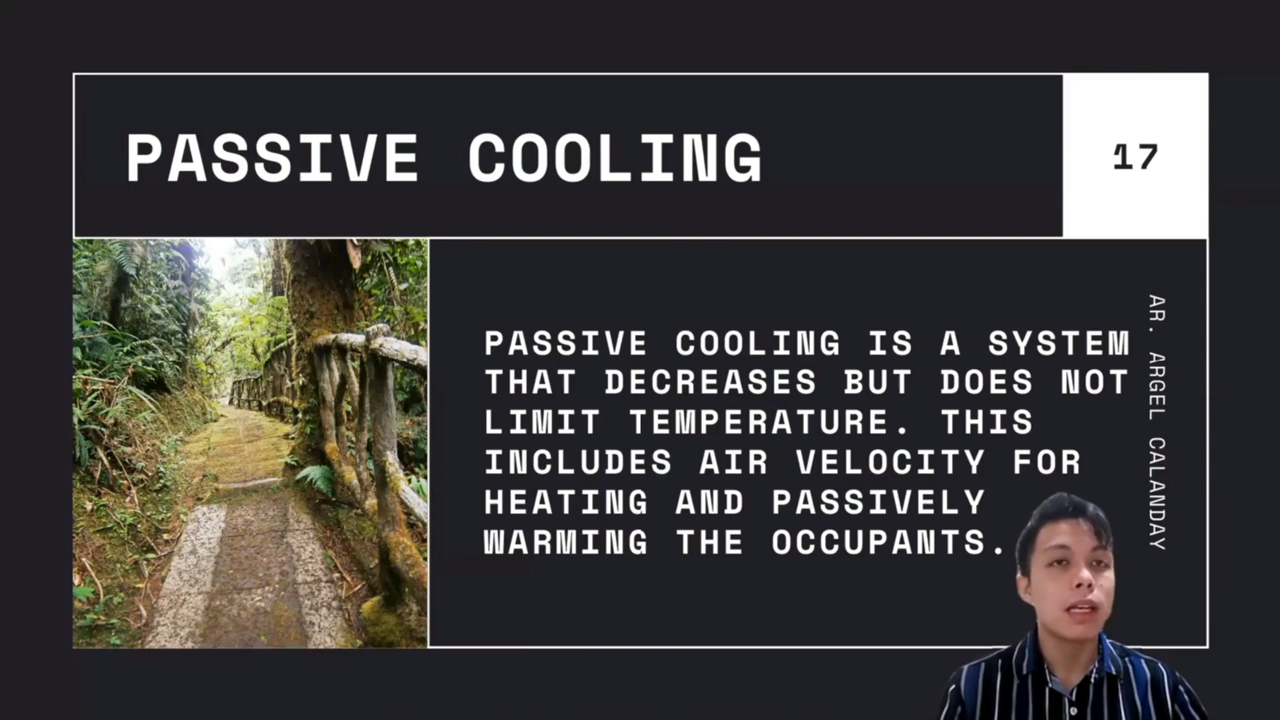 PASSIVE COOLING
17
PASSIVE COOLING IS A SYSTEM
THAT DECREASES BUT DOES NOT
LIMIT TEMPERATURE. THIS
INCLUDES AIR VELOCITY FOR
HEATING AND PASSIVELY
WARMING THE OCCUPANTS.
AR. ARGEL CALANDAY